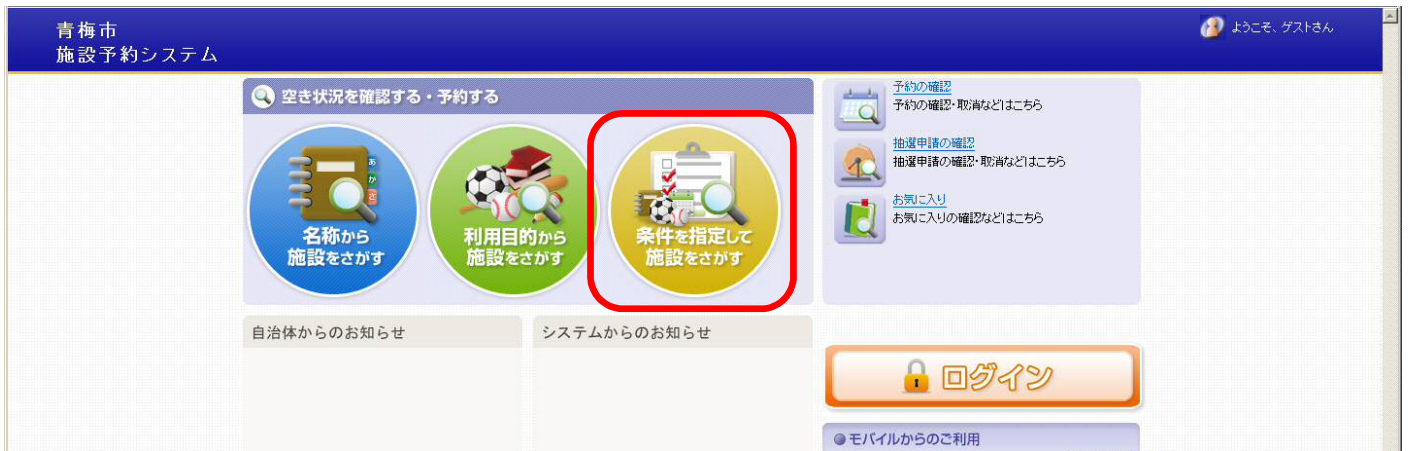 青梅市
施設予約システム
ようこそ、ゲストさん
空き状況を確認する・予約する
あ
か
さ
名称から
施設をさがす
利用目的から
施設をさがす
条件を指定して
施設をさがす
予約の確認
予約の確認・取消などはこちら
抽選申請の確認
抽選申請の確認・取消などはこちら
お気に入り
お気に入りの確認などはこちら
自治体からのお知らせ
システムからのお知らせ
ログイン
モバイルからのご利用